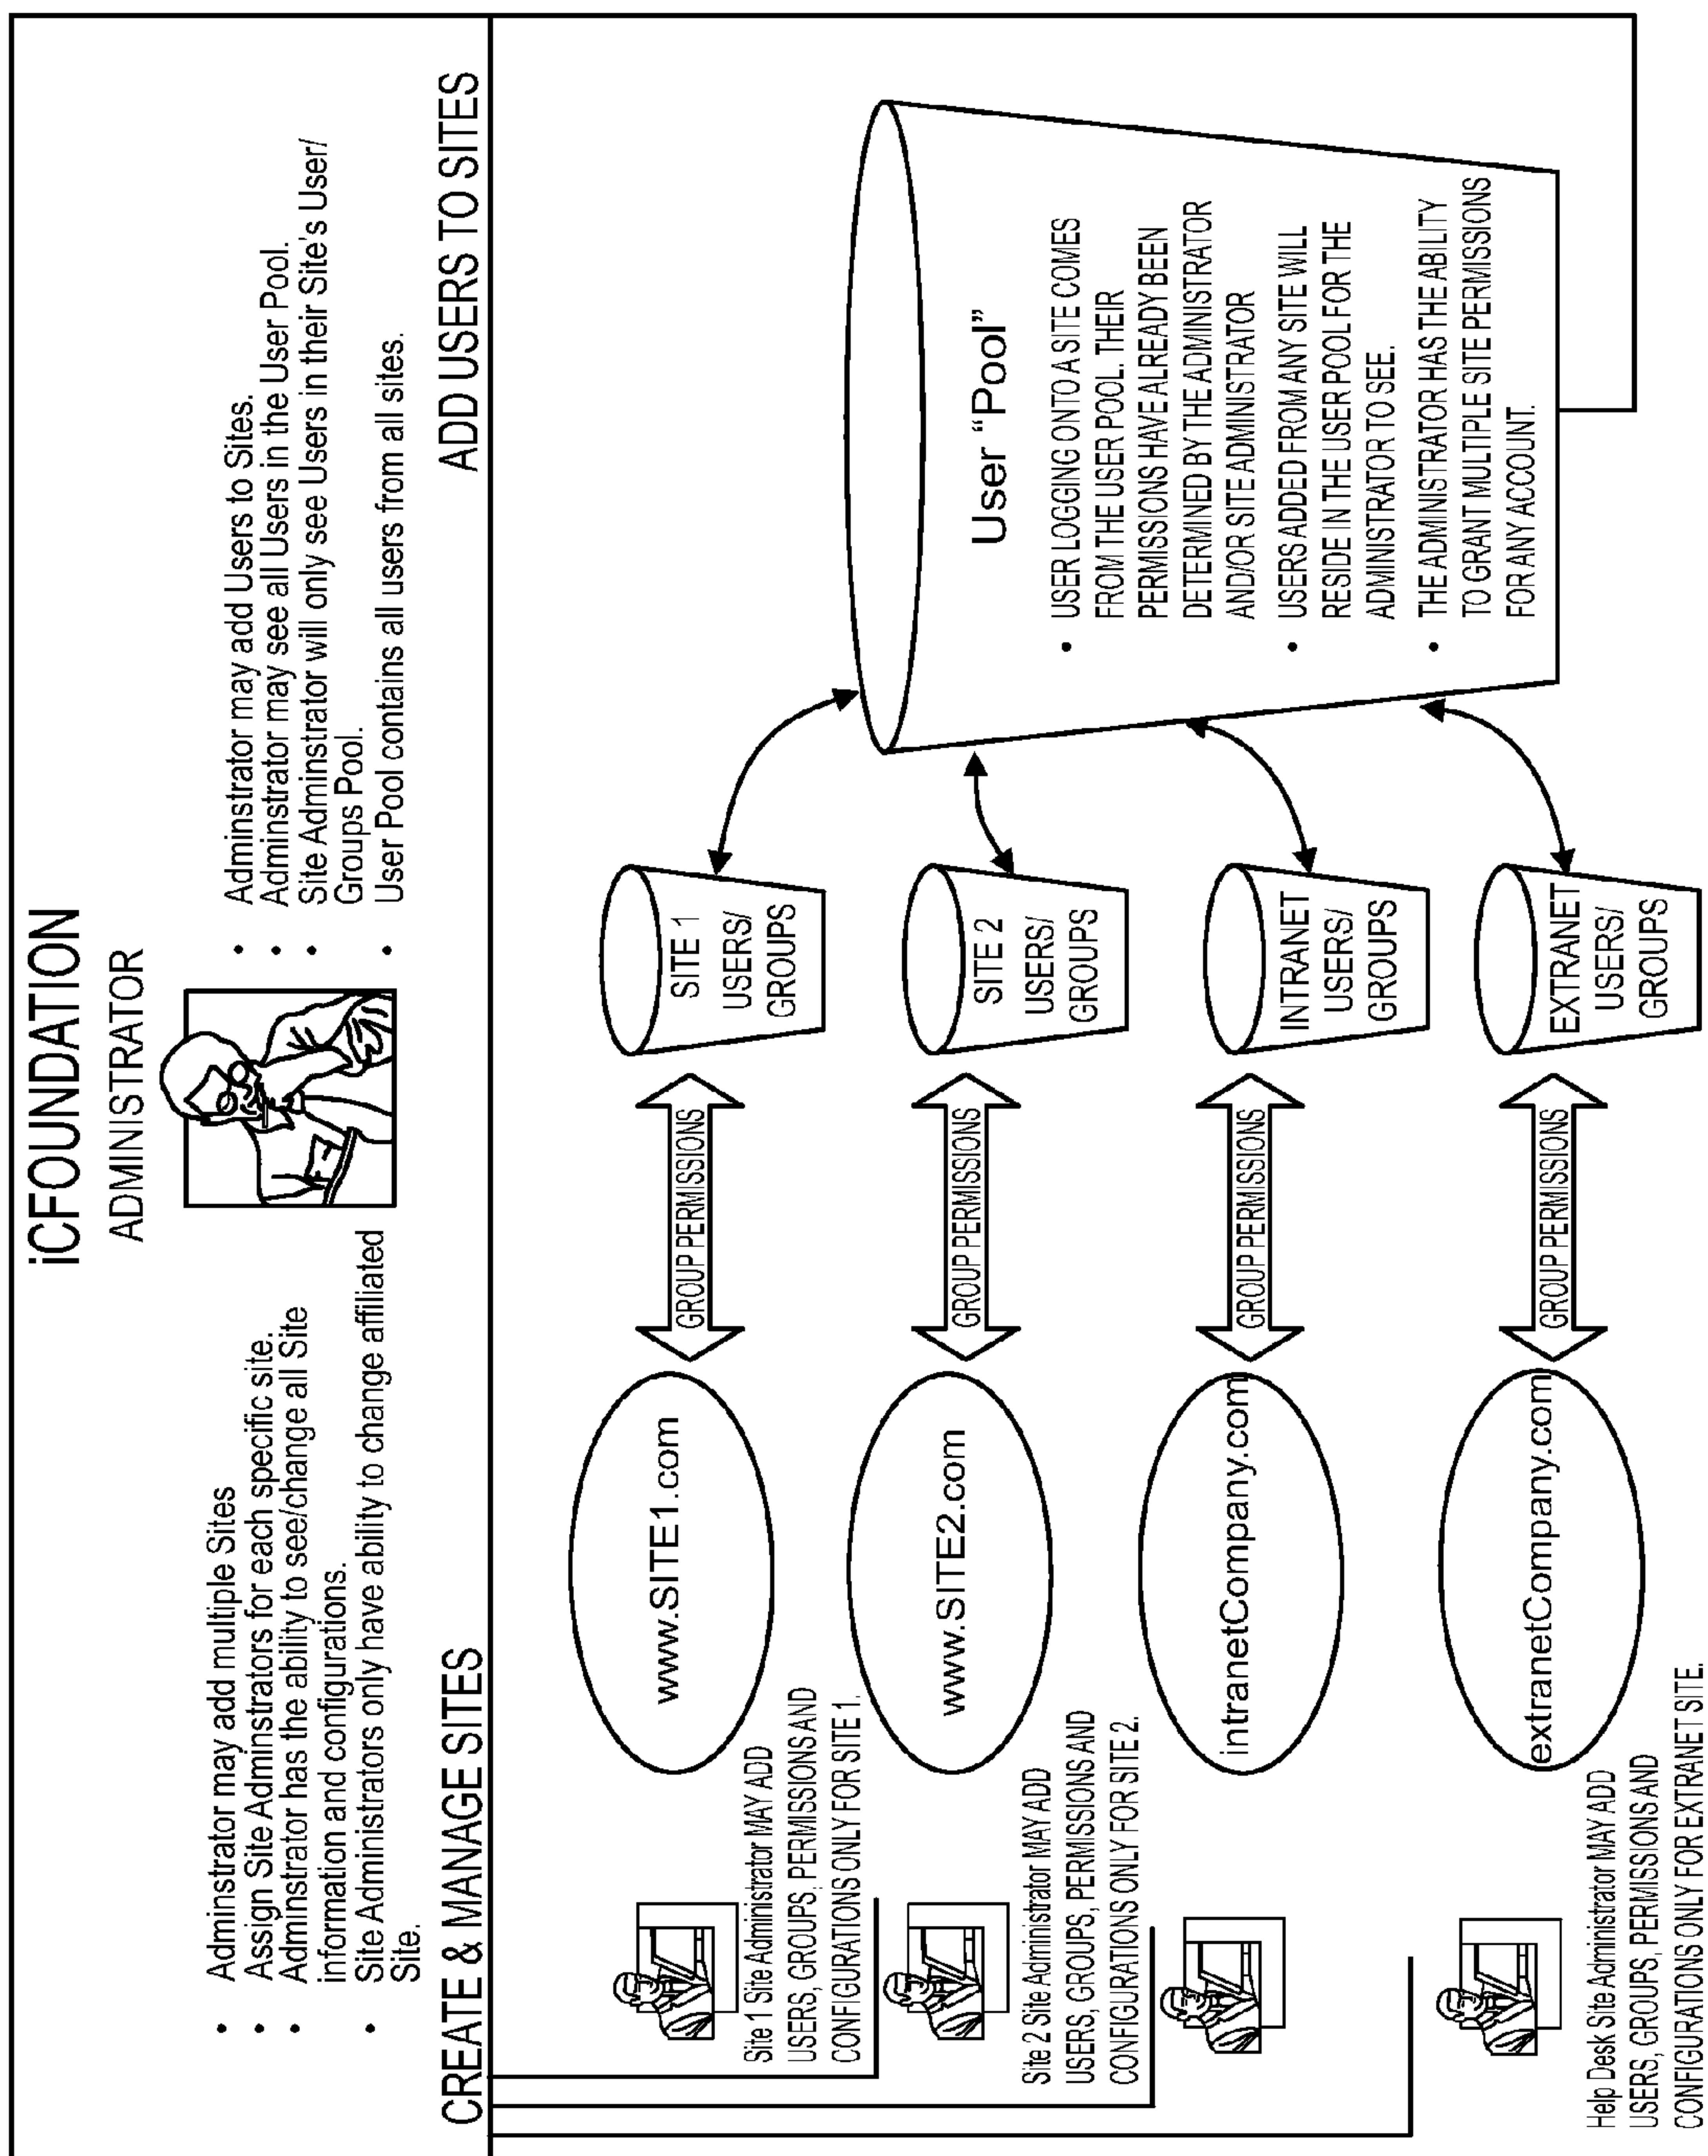 iCFOUNDATION
ADMINISTRATOR
• Adminstrator may add multiple Sites
• Assign Site Adminstrators for each specific site.
• Adminstrator has the ability to see/change all Site
information and configurations.
• Site Administrators only have ability to change affiliated
Site.
• Adminstrator may add Users to Sites.
• Adminstrator may see all Users in the User Pool.
• Site Adminstrator will only see Users in their Site's User/
Groups Pool.
• User Pool contains all users from all sites.
CREATE & MANAGE SITES
ADD USERS TO SITES
Site 1 Site Administrator MAY ADD
USERS, GROUPS, PERMISSIONS AND
CONFIGURATIONS ONLY FOR SITE 1.
www.SITE1.com
GROUP PERMISSIONS
SITE 1
USERS/
GROUPS
Site 2 Site Administrator MAY ADD
USERS, GROUPS, PERMISSIONS AND
CONFIGURATIONS ONLY FOR SITE 2.
www.SITE2.com
GROUP PERMISSIONS
SITE 2
USERS/
GROUPS
intranetCompany.com
GROUP PERMISSIONS
INTRANET
USERS/
GROUPS
Help Desk Site Administrator MAY ADD
USERS, GROUPS, PERMISSIONS AND
CONFIGURATIONS ONLY FOR EXTRANET SITE.
extranetCompany.com
GROUP PERMISSIONS
EXTRANET
USERS/
GROUPS
User “Pool”
• USER LOGGING ONTO A SITE COMES
FROM THE USER POOL. THEIR
PERMISSIONS HAVE ALREADY BEEN
DETERMINED BY THE ADMINISTRATOR
AND/OR SITE ADMINISTRATOR
• USERS ADDED FROM ANY SITE WILL
RESIDE IN THE USER POOL FOR THE
ADMINISTRATOR TO SEE.
• THE ADMINISTRATOR HAS THE ABILITY
TO GRANT MULTIPLE SITE PERMISSIONS
FOR ANY ACCOUNT.